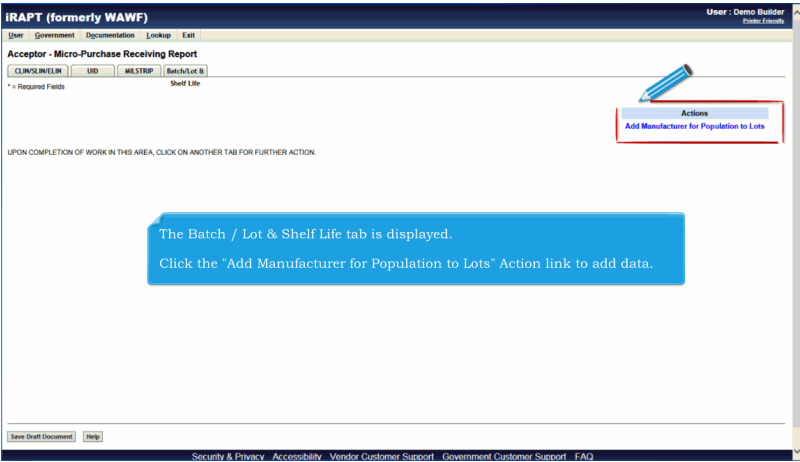 iRAPT (formerly WAWF)
User : Demo Builder
Printer Friendly
User Government Documentation Lookup Exit
Acceptor - Micro-Purchase Receiving Report
CLIN/SLIN/ELIN UID MILSTRIP Batch/Lot &
Shelf Life
* = Required Fields
Actions
Add Manufacturer for Population to Lots
UPON COMPLETION OF WORK IN THIS AREA, CLICK ON ANOTHER TAB FOR FURTHER ACTION.
The Batch / Lot & Shelf Life tab is displayed.
Click the "Add Manufacturer for Population to Lots" Action link to add data.
Save Draft Document Help
Security & Privacy Accessibility Vendor Customer Support Government Customer Support FAQ